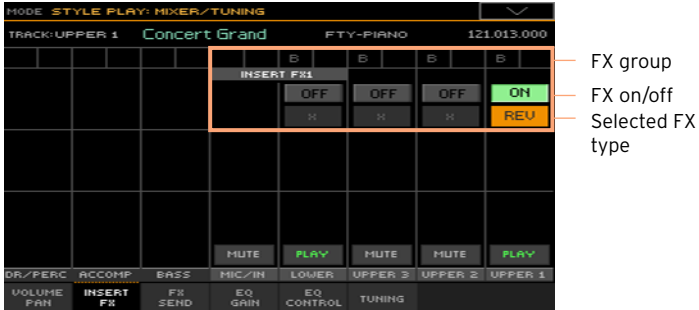 MODE STYLE PLAY: MIXER/TUNING
TRACK: UPPER 1 Concert Grand FTY-PIANO 121.013.000
B B B B
FX group
INSERT FX1
OFF OFF OFF ON
FX on/off
X X X REV
Selected FX
type
MUTE PLAY MUTE MUTE PLAY
DR/PERC ACCOMP BASS MIC/IN LOWER UPPER 3 UPPER 2 UPPER 1
VOLUME PAN INSERT FX FX SEND EQ GAIN EQ CONTROL TUNING